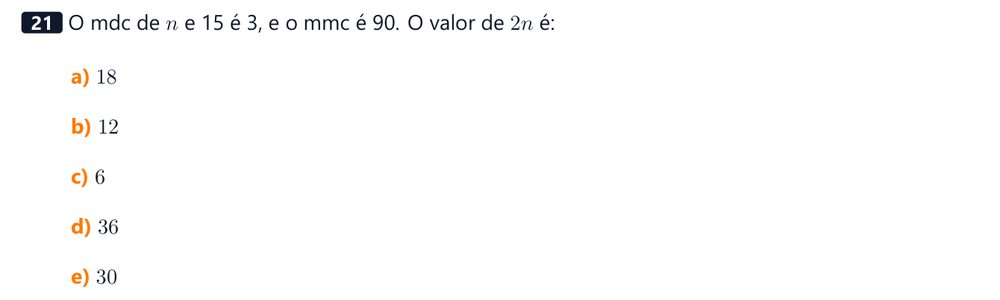 21 O mdc de n e 15 é 3, e o mmc é 90. O valor de 2n é:
a) 18
b) 12
c) 6
d) 36
e) 30